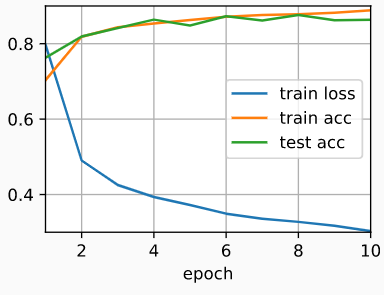 0.8
0.6
0.4
train loss
train acc
test acc
2 4 6 8 10
epoch